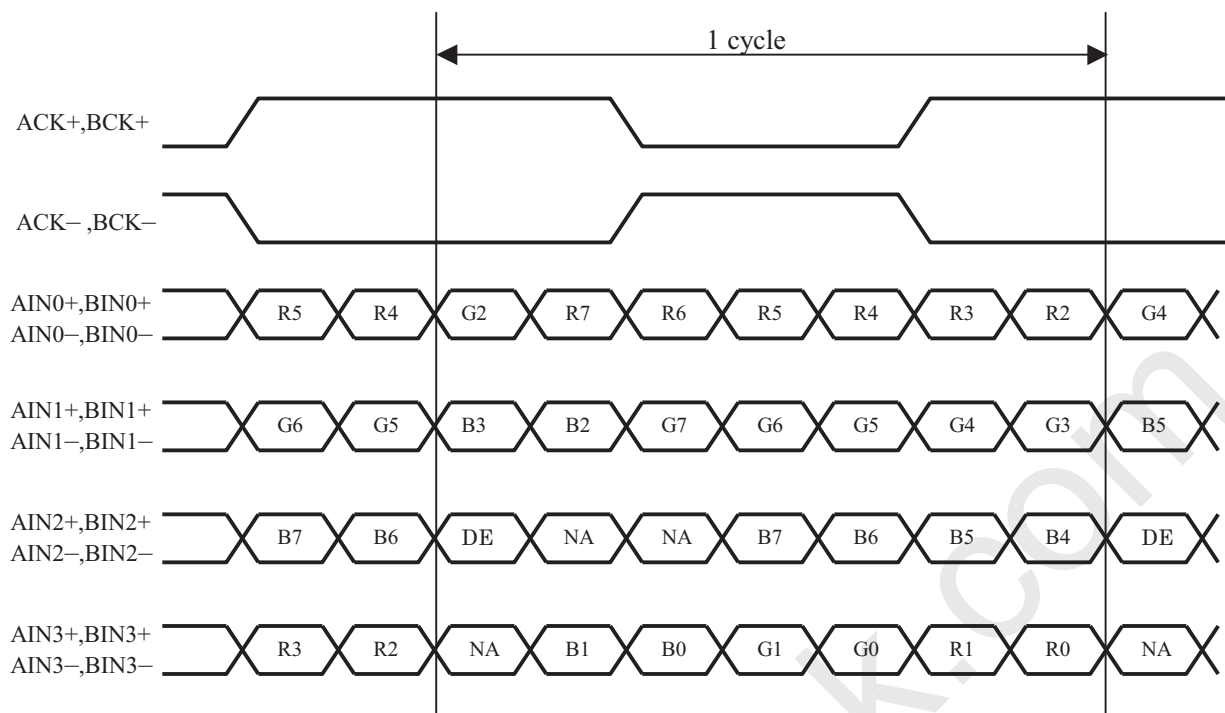 1 cycle
ACK+,BCK+
ACK− ,BCK−
AIN0+,BIN0+
AIN0−,BIN0−
R5 R4 G2 R7 R6 R5 R4 R3 R2 G4
AIN1+,BIN1+
AIN1−,BIN1−
G6 G5 B3 B2 G7 G6 G5 G4 G3 B5
AIN2+,BIN2+
AIN2−,BIN2−
B7 B6 DE NA NA B7 B6 B5 B4 DE
AIN3+,BIN3+
AIN3−,BIN3−
R3 R2 NA B1 B0 G1 G0 R1 R0 NA
k.com